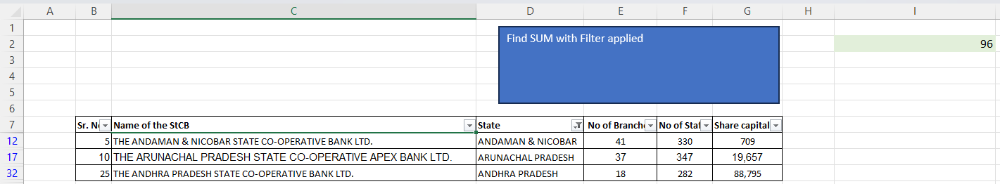 A B C D E F G H I
1
Find SUM with Filter applied
2 96
3
4
5
6
7 Sr. N Name of the StCB State No of Branch No of Staf Share capital
12 5 THE ANDAMAN & NICOBAR STATE CO-OPERATIVE BANK LTD. ANDAMAN & NICOBAR 41 330 709
17 10 THE ARUNACHAL PRADESH STATE CO-OPERATIVE APEX BANK LTD. ARUNACHAL PRADESH 37 347 19,657
32 25 THE ANDHRA PRADESH STATE CO-OPERATIVE BANK LTD. ANDHRA PRADESH 18 282 88,795